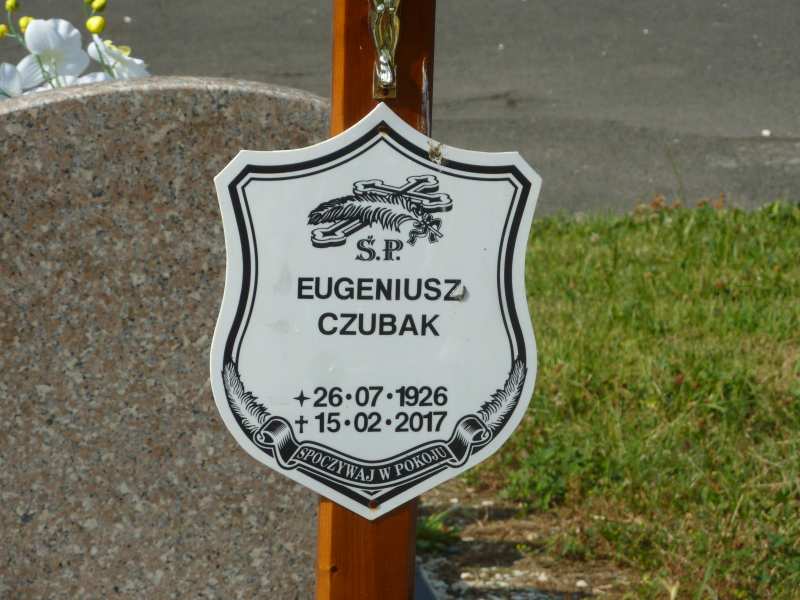 Ś.P.
EUGENIUSZ
CZUBAK
✦26•07•1926
✝15•02•2017
SPOCZYWAJ W POKOJU